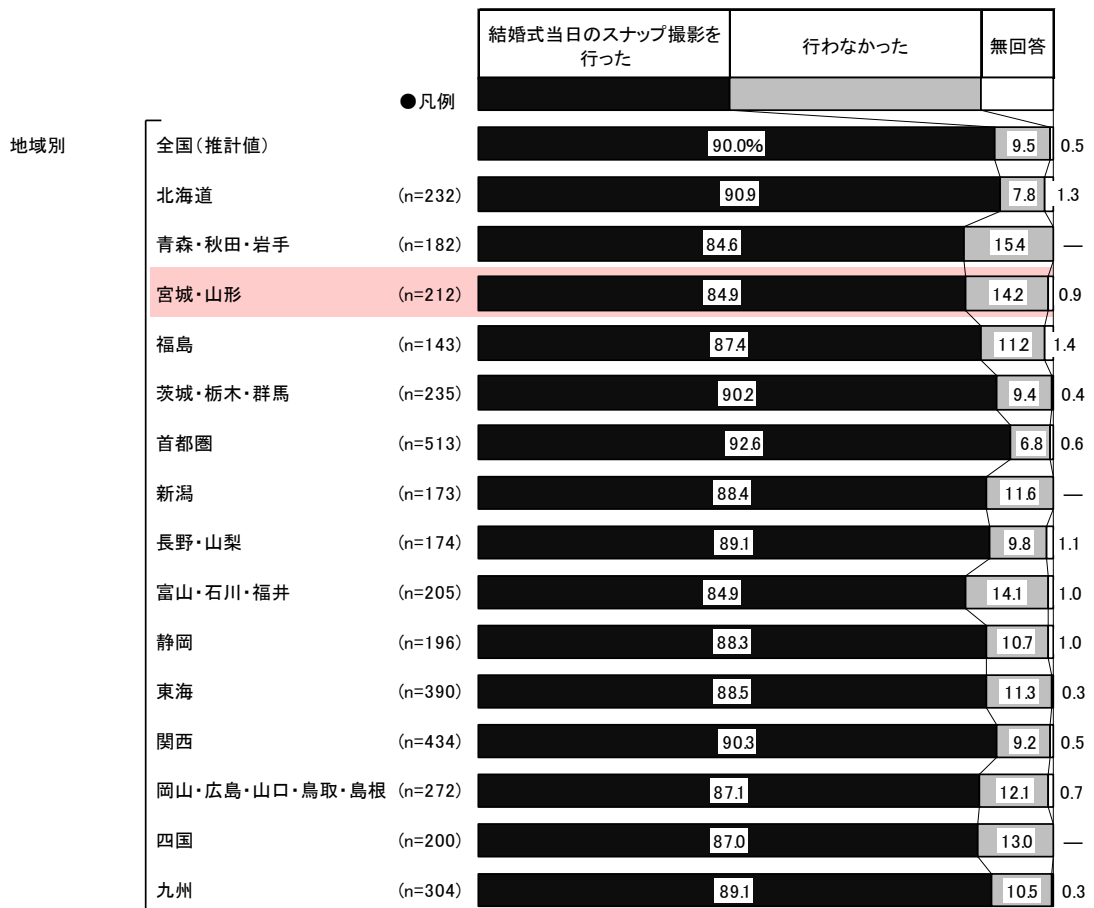 結婚式当日のスナップ撮影を
行った
行わなかった
無回答
●凡例
地域別
全国(推計値) 90.0% 9.5 0.5
北海道 (n=232) 90.9 7.8 1.3
青森・秋田・岩手 (n=182) 84.6 15.4 —
宮城・山形 (n=212) 84.9 14.2 0.9
福島 (n=143) 87.4 11.2 1.4
茨城・栃木・群馬 (n=235) 90.2 9.4 0.4
首都圏 (n=513) 92.6 6.8 0.6
新潟 (n=173) 88.4 11.6 —
長野・山梨 (n=174) 89.1 9.8 1.1
富山・石川・福井 (n=205) 84.9 14.1 1.0
静岡 (n=196) 88.3 10.7 1.0
東海 (n=390) 88.5 11.3 0.3
関西 (n=434) 90.3 9.2 0.5
岡山・広島・山口・鳥取・島根 (n=272) 87.1 12.1 0.7
四国 (n=200) 87.0 13.0 —
九州 (n=304) 89.1 10.5 0.3